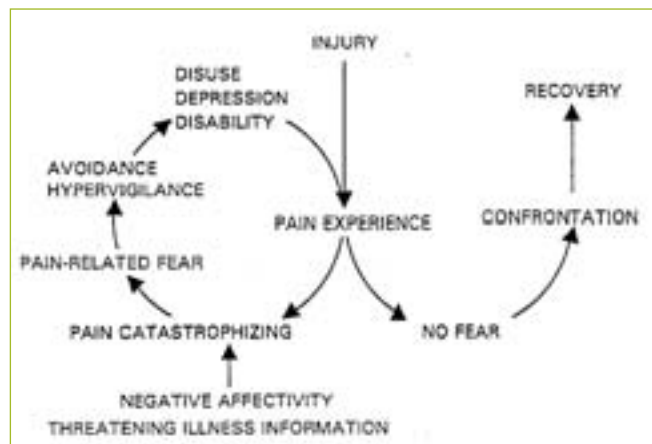 INJURY
DISUSE
DEPRESSION
DISABILITY
RECOVERY
AVOIDANCE
HYPERVIGILANCE
PAIN EXPERIENCE
CONFRONTATION
PAIN-RELATED FEAR
PAIN CATASTROPHIZING
NO FEAR
NEGATIVE AFFECTIVITY
THREATENING ILLNESS INFORMATION